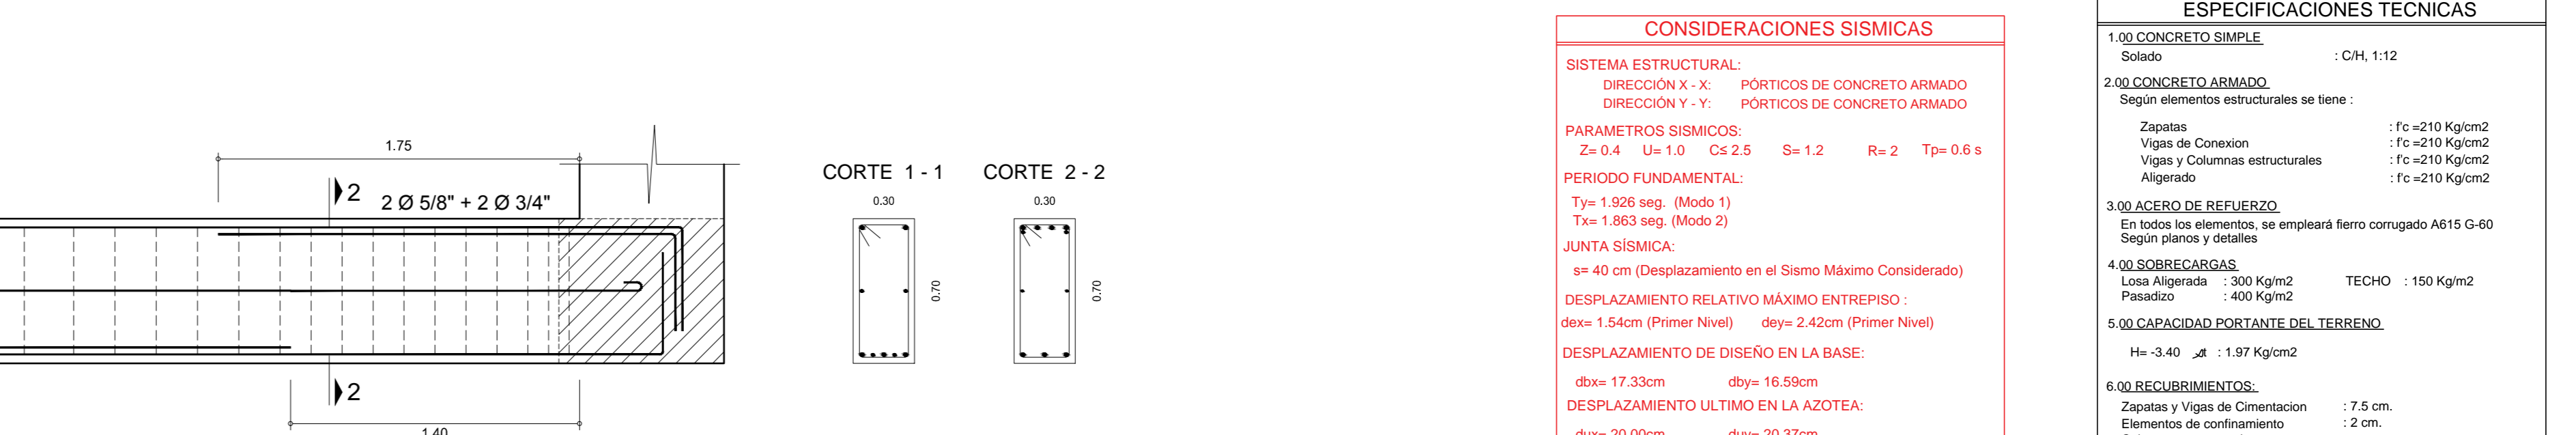 1.75
2
2 Ø 5/8" + 2 Ø 3/4"
2
1.40
CORTE 1 - 1
0.30
0.70
CORTE 2 - 2
0.30
0.70
CONSIDERACIONES SISMICAS
SISTEMA ESTRUCTURAL:
DIRECCIÓN X - X: PÓRTICOS DE CONCRETO ARMADO
DIRECCIÓN Y - Y: PÓRTICOS DE CONCRETO ARMADO
PARAMETROS SISMICOS:
Z= 0.4 U= 1.0 C≤ 2.5 S= 1.2 R= 2 Tp= 0.6 s
PERIODO FUNDAMENTAL:
Ty= 1.926 seg. (Modo 1)
Tx= 1.863 seg. (Modo 2)
JUNTA SÍSMICA:
s= 40 cm (Desplazamiento en el Sismo Máximo Considerado)
DESPLAZAMIENTO RELATIVO MÁXIMO ENTREPISO :
dex= 1.54cm (Primer Nivel) dey= 2.42cm (Primer Nivel)
DESPLAZAMIENTO DE DISEÑO EN LA BASE:
dbx= 17.33cm dby= 16.59cm
DESPLAZAMIENTO ULTIMO EN LA AZOTEA:
dux= 20.00cm duy= 20.37cm
ESPECIFICACIONES TECNICAS
1.00 CONCRETO SIMPLE
Solado : C/H, 1:12
2.00 CONCRETO ARMADO
Según elementos estructurales se tiene :
Zapatas : f'c =210 Kg/cm2
Vigas de Conexion : f'c =210 Kg/cm2
Vigas y Columnas estructurales : f'c =210 Kg/cm2
Aligerado : f'c =210 Kg/cm2
3.00 ACERO DE REFUERZO
En todos los elementos, se empleará fierro corrugado A615 G-60
Según planos y detalles
4.00 SOBRECARGAS
Losa Aligerada : 300 Kg/m2 TECHO : 150 Kg/m2
Pasadizo : 400 Kg/m2
5.00 CAPACIDAD PORTANTE DEL TERRENO
H= -3.40 : 1.97 Kg/cm2
6.00 RECUBRIMIENTOS:
Zapatas y Vigas de Cimentacion : 7.5 cm.
Elementos de confinamiento : 2 cm.